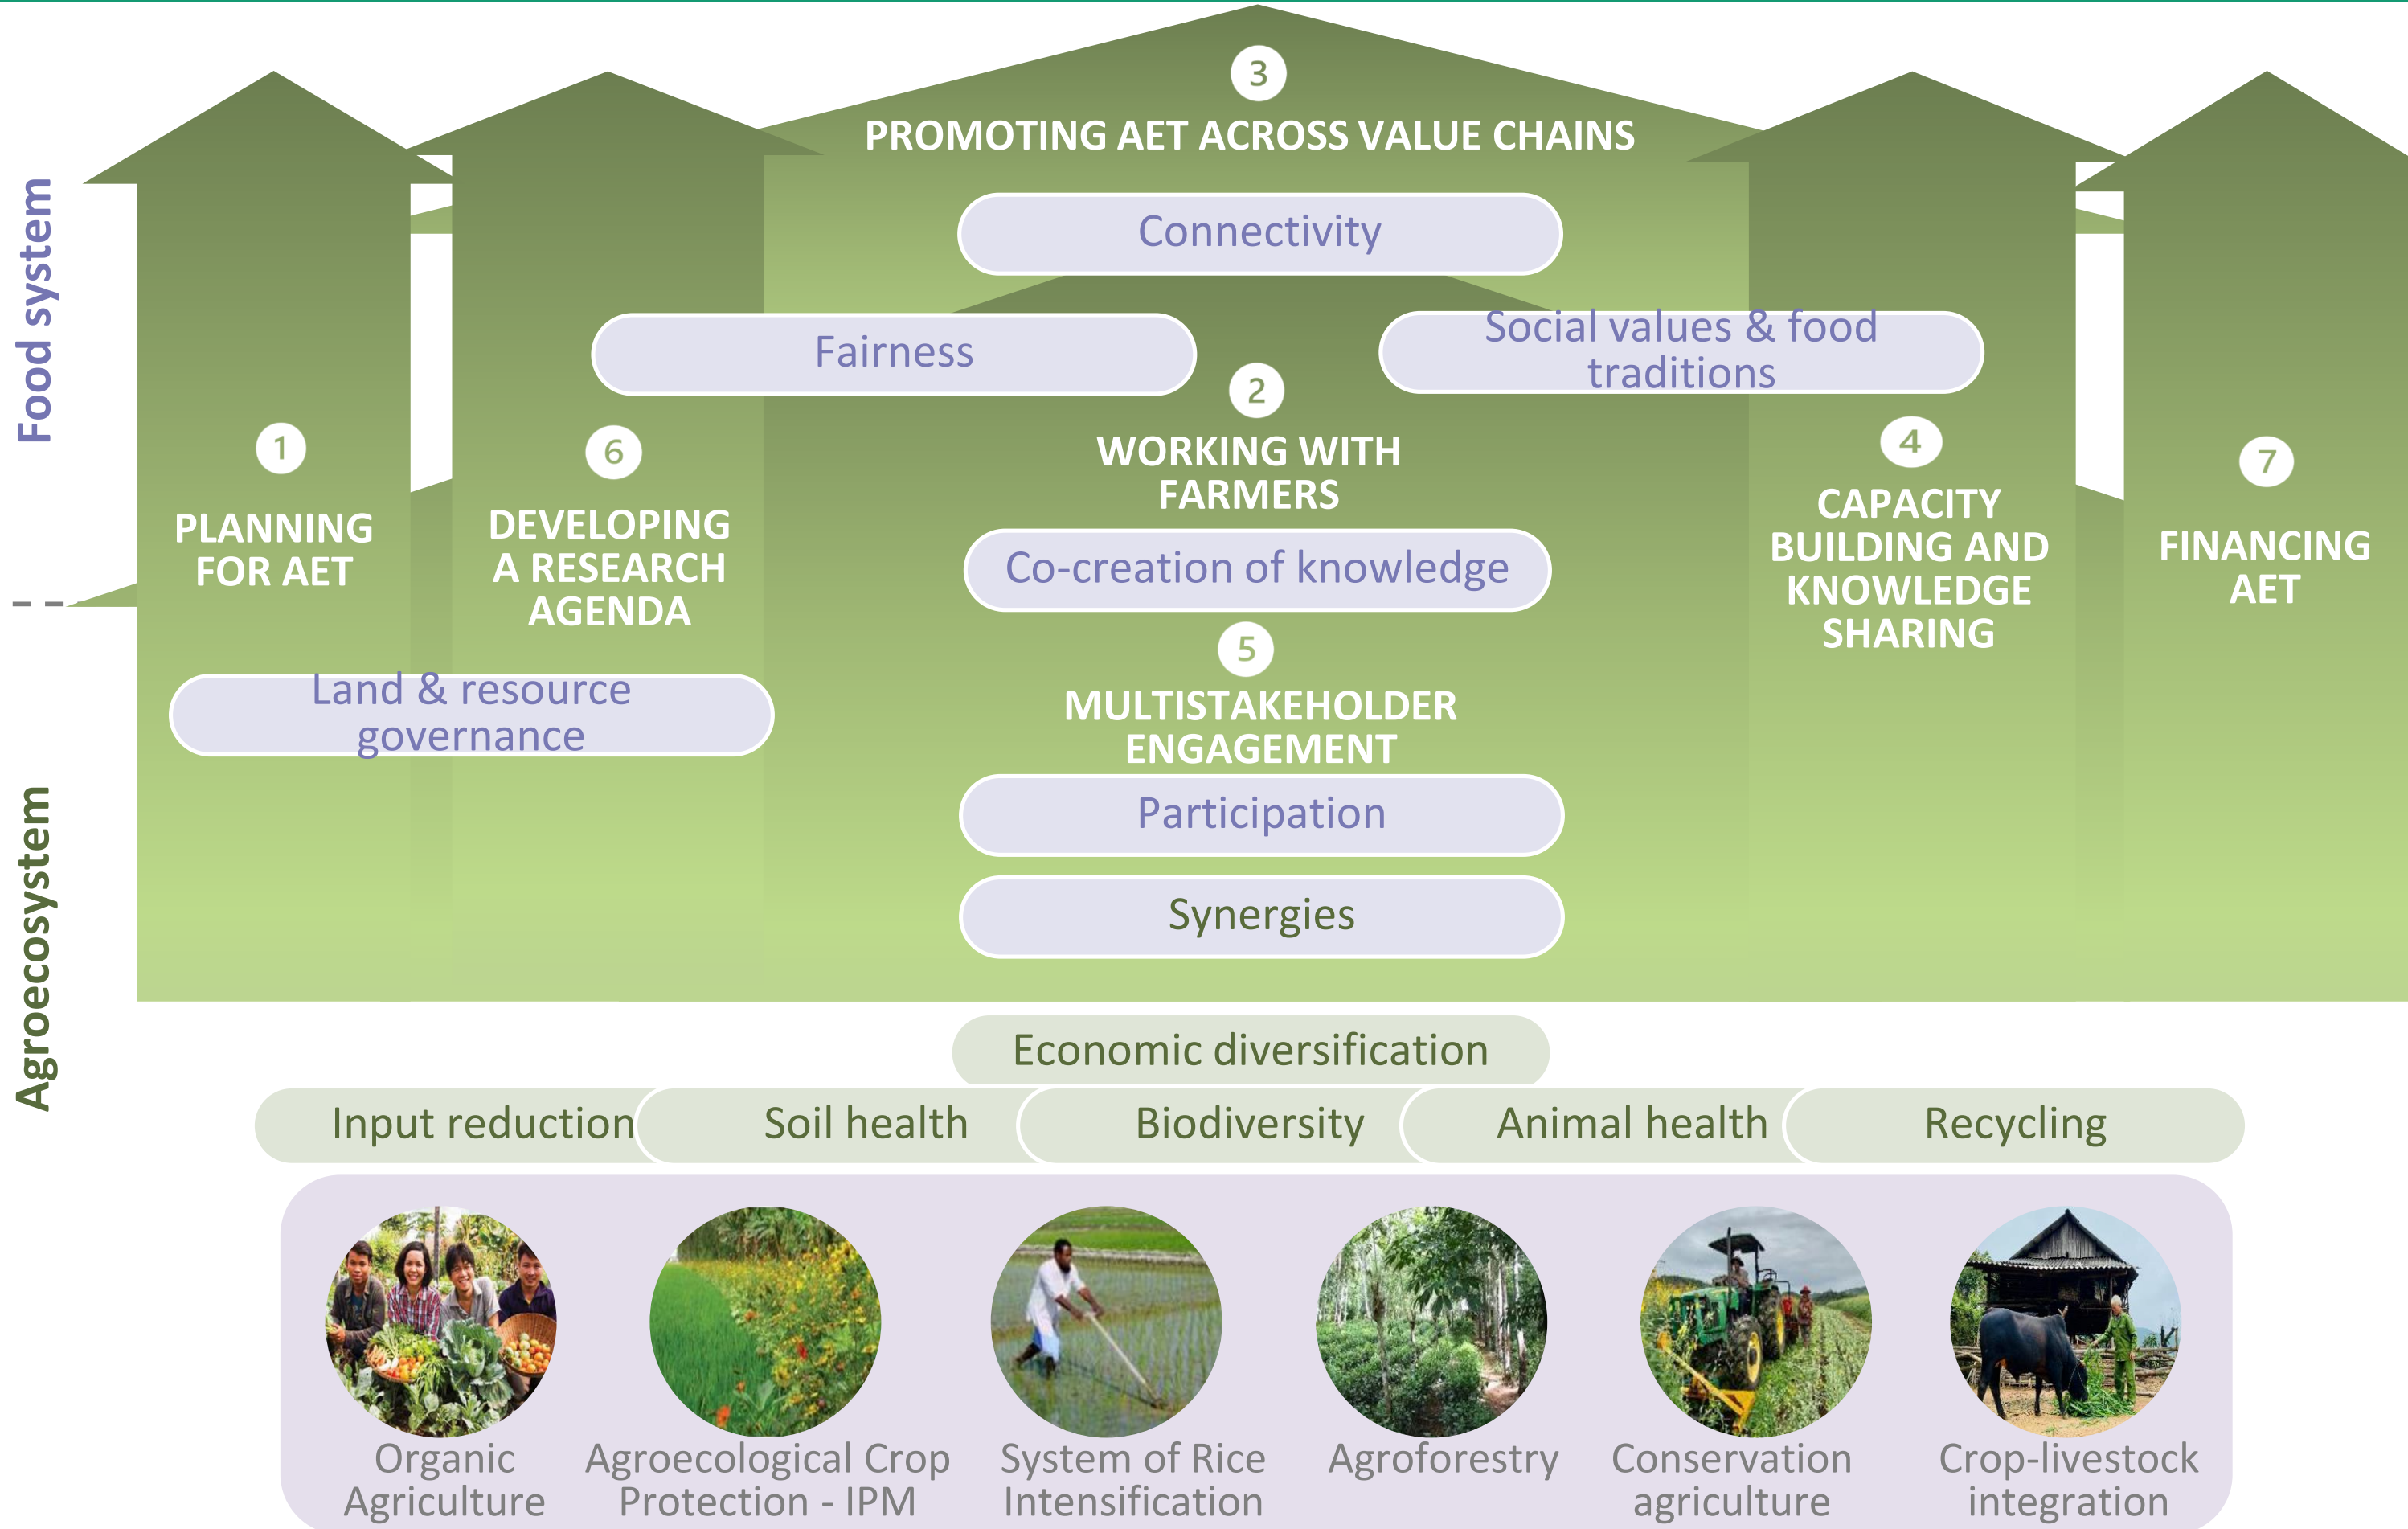 3
PROMOTING AET ACROSS VALUE CHAINS
Connectivity
Food system
Fairness
Social values & food
traditions
1
PLANNING
FOR AET
6
DEVELOPING
A RESEARCH
AGENDA
2
WORKING WITH
FARMERS
Co-creation of knowledge
4
CAPACITY
BUILDING AND
KNOWLEDGE
SHARING
7
FINANCING
AET
Land & resource
governance
5
MULTISTAKEHOLDER
ENGAGEMENT
Participation
Synergies
Agroecosystem
Economic diversification
Input reduction
Soil health
Biodiversity
Animal health
Recycling
Organic
Agriculture
Agroecological Crop
Protection - IPM
System of Rice
Intensification
Agroforestry
Conservation
agriculture
Crop-livestock
integration